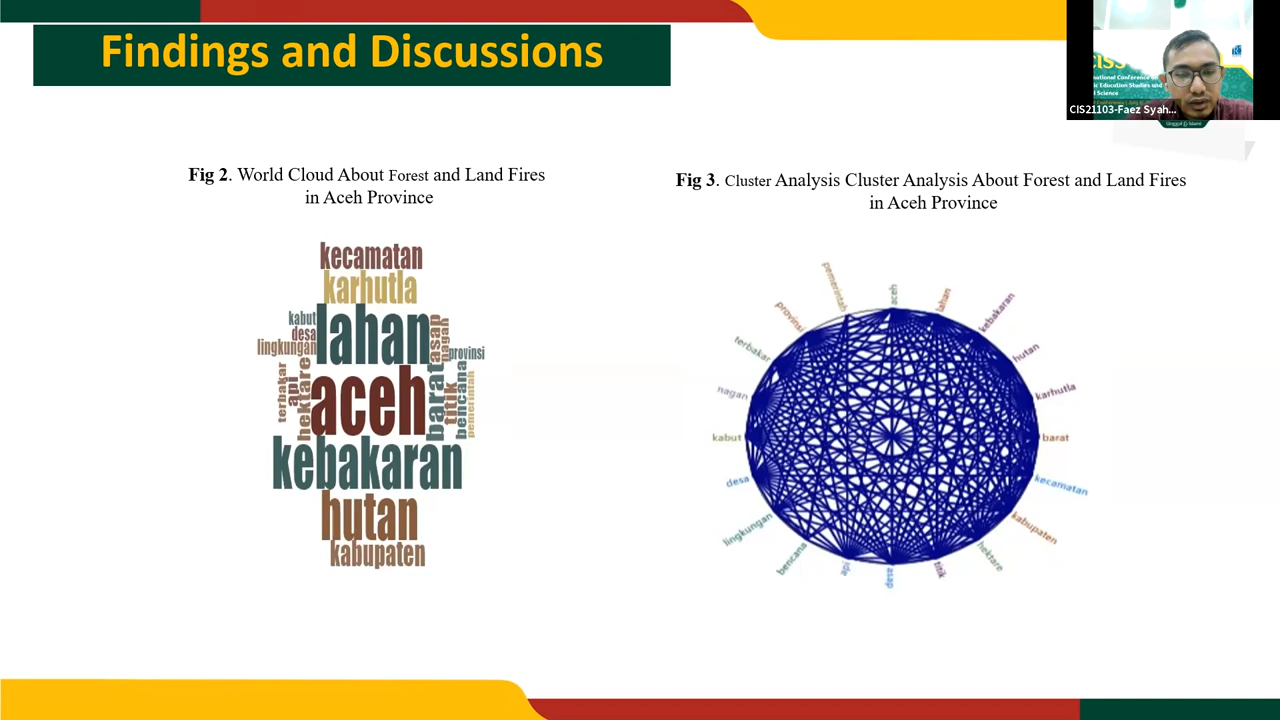 Findings and Discussions
CIS21103-Faez Syah...
Fig 2. World Cloud About Forest and Land Fires
in Aceh Province
kecamatan
karhutla
kabut
desa
lingkungan
lahan
asap
nagan
provinsi
terbakar
api
hektare
aceh
barat
titik
bencana
pemerintah
kebakaran
hutan
kabupaten
Fig 3. Cluster Analysis Cluster Analysis About Forest and Land Fires
in Aceh Province
aceh
lahan
kebakaran
hutan
karhutla
barat
kecamatan
kabupaten
hektare
titik
asap
api
bencana
lingkungan
desa
kabut
nagan
terbakar
provinsi
pemerintah